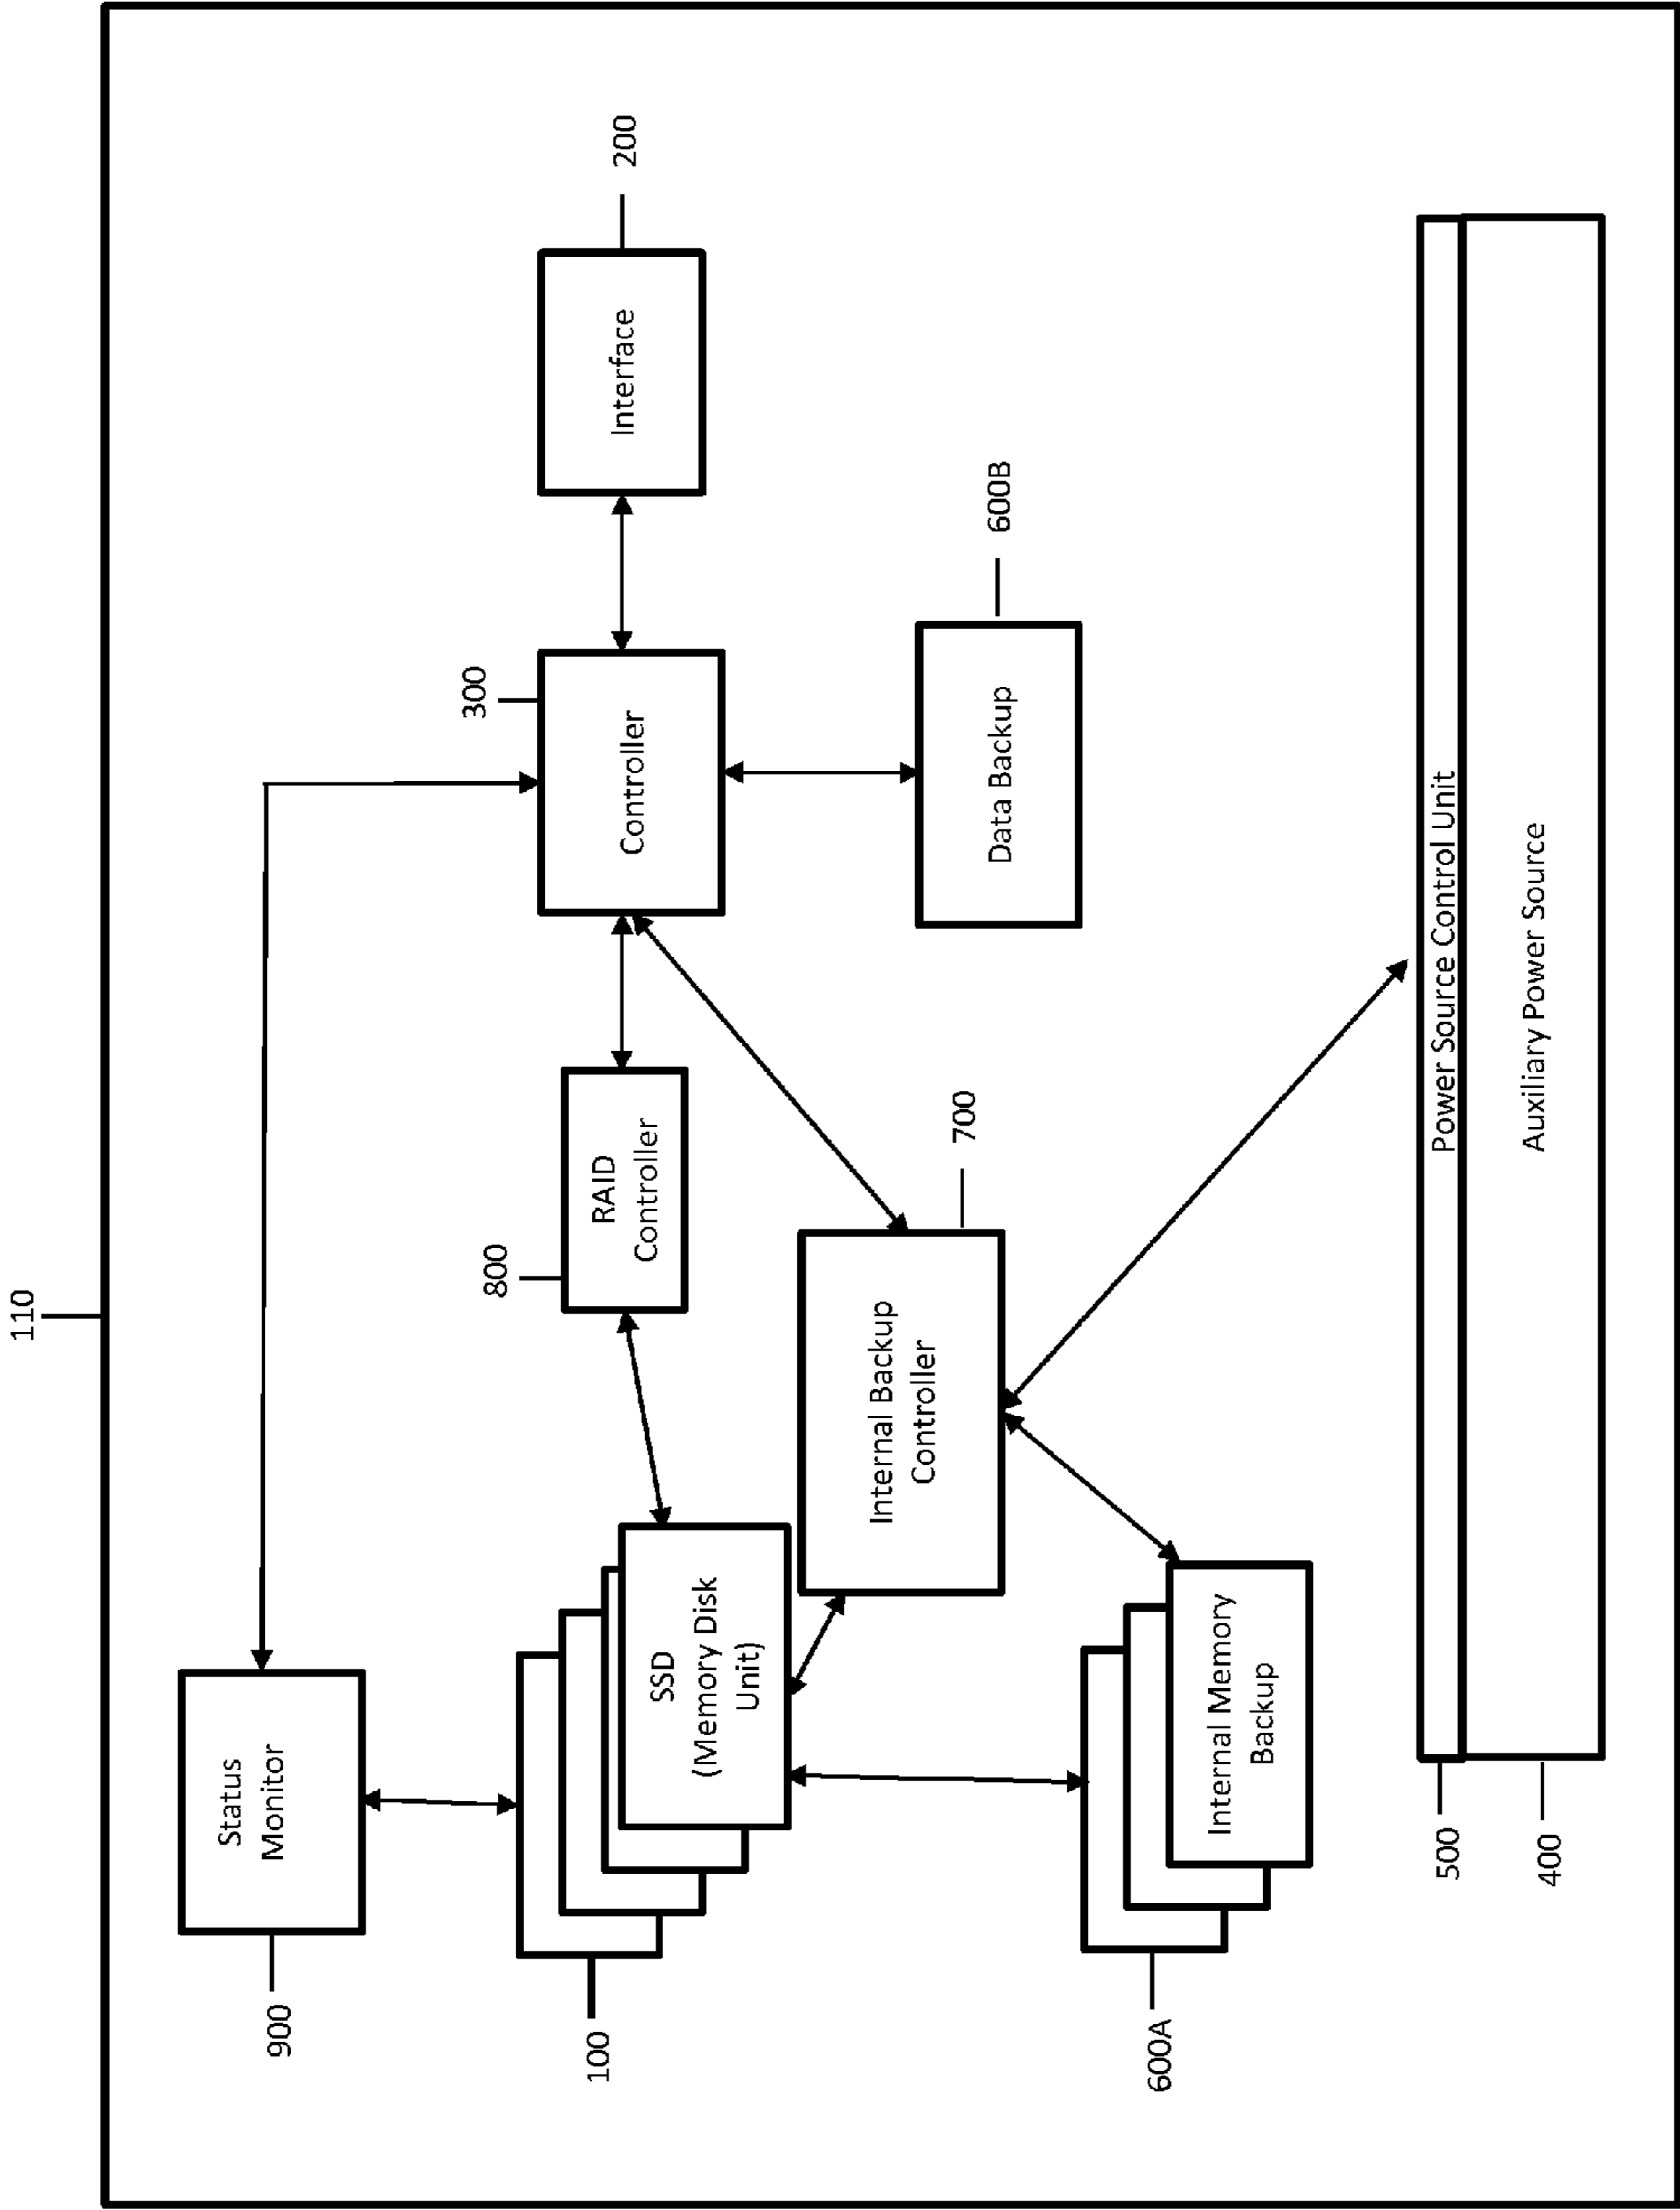 110
900
Status
Monitor
100
SSD
(Memory Disk
Unit)
800
RAID
Controller
300
Controller
Interface
200
Internal Backup
Controller
700
Data Backup
600B
600A
Internal Memory
Backup
500
Power Source Control Unit
400
Auxiliary Power Source